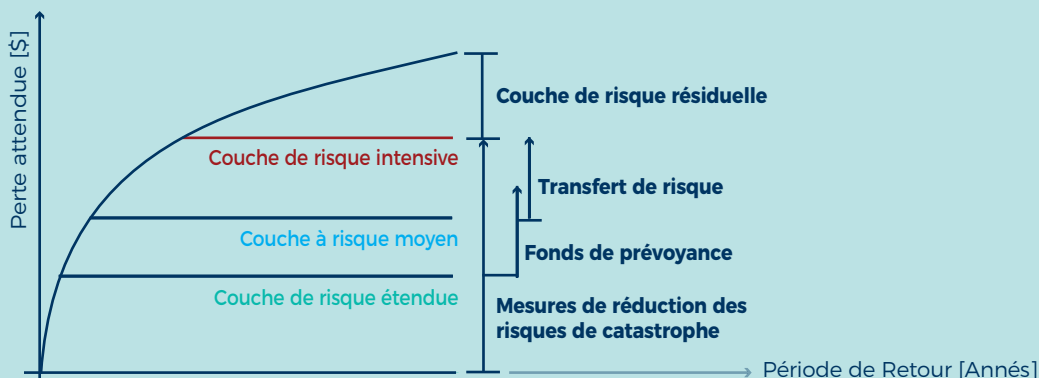 Perte attendue [$]
Couche de risque résiduelle
Couche de risque intensive
Transfert de risque
Couche à risque moyen
Fonds de prévoyance
Couche de risque étendue
Mesures de réduction des
risques de catastrophe
Période de Retour [Annés]